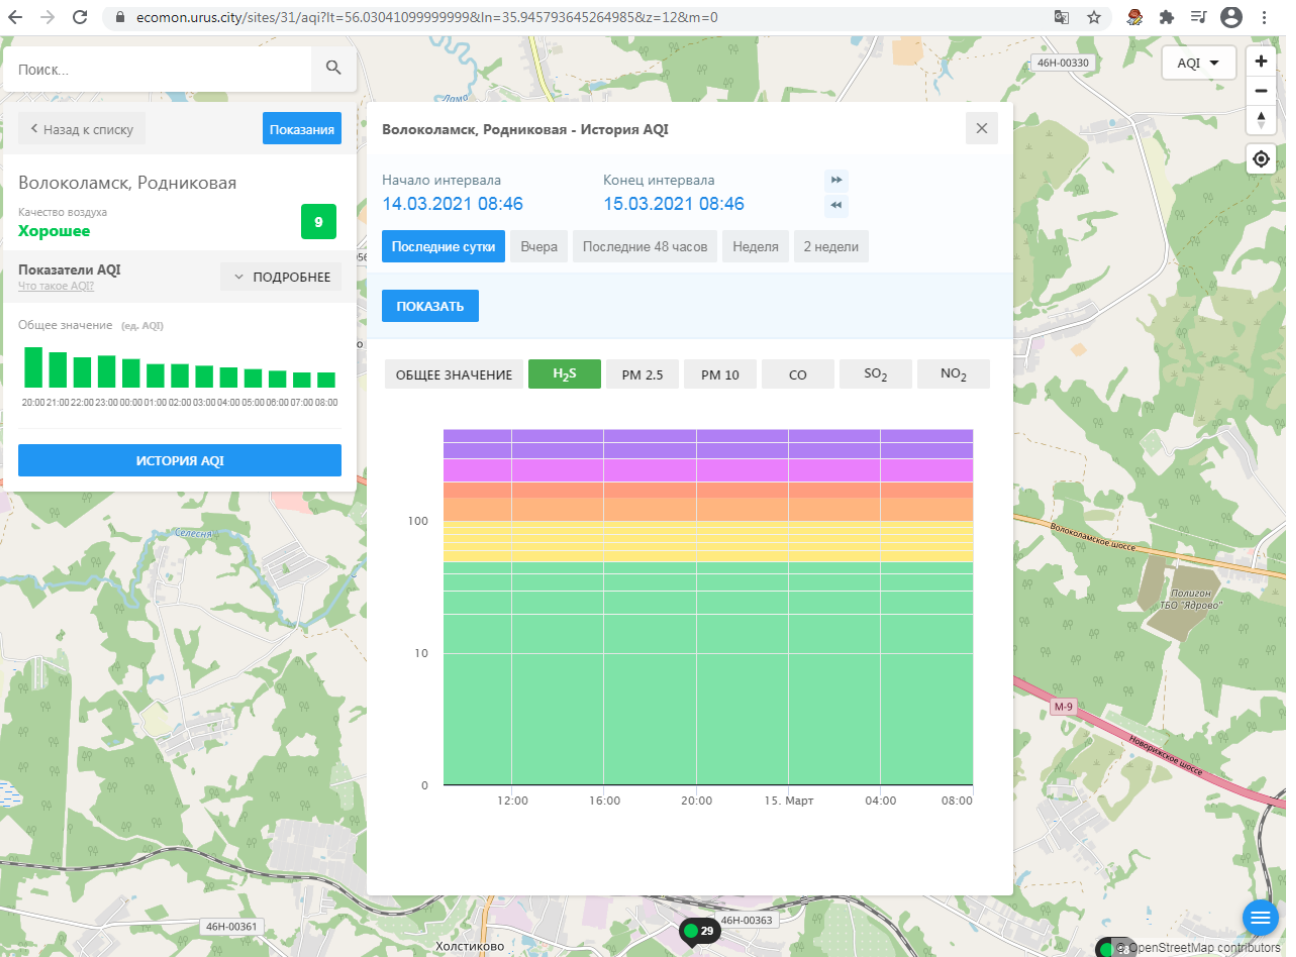 ecomon.urus.city/sites/31/aqi?lt=56.03041099999999&ln=35.945793645264985&z=12&m=0
Поиск...
46Н-00330
AQI
Лама
Назад к списку
Показания
Волоколамск, Родниковая - История AQI
Волоколамск, Родниковая
Качество воздуха
Хорошее
9
Начало интервала
Конец интервала
14.03.2021 08:46
15.03.2021 08:46
Последние сутки
Вчера
Последние 48 часов
Неделя
2 недели
Показатели AQI
Что такое AQI?
ПОДРОБНЕЕ
ПОКАЗАТЬ
Общее значение (ед. AQI)
20:00 21:00 22:00 23:00 00:00 01:00 02:00 03:00 04:00 05:00 06:00 07:00 08:00
ИСТОРИЯ AQI
ОБЩЕЕ ЗНАЧЕНИЕ
H2S
PM 2.5
PM 10
CO
SO2
NO2
100
10
0
12:00
16:00
20:00
15. Март
04:00
08:00
Селесня
Волоколамское шоссе
Полигон
ТБО "Ядрово"
М-9
Новорижское шоссе
46Н-00361
46Н-00363
29
Холстиково
© OpenStreetMap contributors